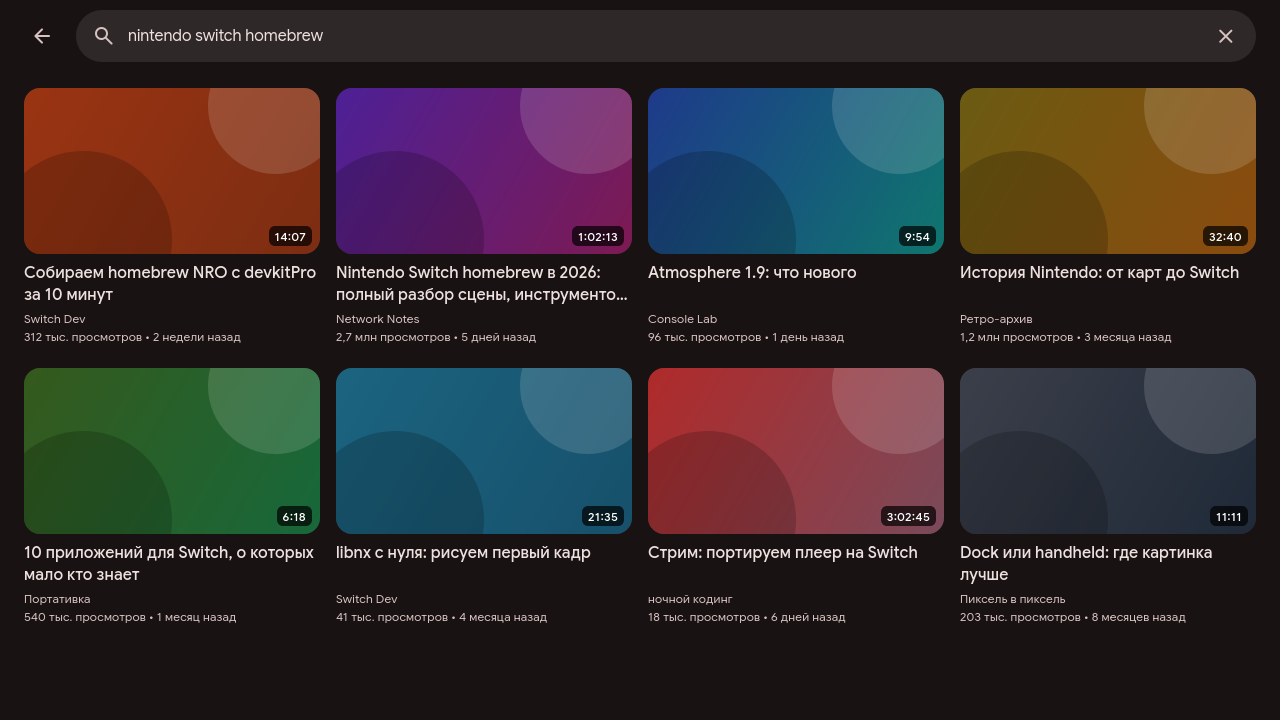 nintendo switch homebrew
14:07
1:02:13
9:54
32:40
Собираем homebrew NRO с devkitPro
за 10 минут
Switch Dev
312 тыс. просмотров • 2 недели назад
Nintendo Switch homebrew в 2026:
полный разбор сцены, инструменто…
Network Notes
2,7 млн просмотров • 5 дней назад
Atmosphere 1.9: что нового
Console Lab
96 тыс. просмотров • 1 день назад
История Nintendo: от карт до Switch
Ретро-архив
1,2 млн просмотров • 3 месяца назад
6:18
21:35
3:02:45
11:11
10 приложений для Switch, о которых
мало кто знает
Портативка
540 тыс. просмотров • 1 месяц назад
libnx с нуля: рисуем первый кадр
Switch Dev
41 тыс. просмотров • 4 месяца назад
Стрим: портируем плеер на Switch
ночной кодинг
18 тыс. просмотров • 6 дней назад
Dock или handheld: где картинка
лучше
Пиксель в пиксель
203 тыс. просмотров • 8 месяцев назад